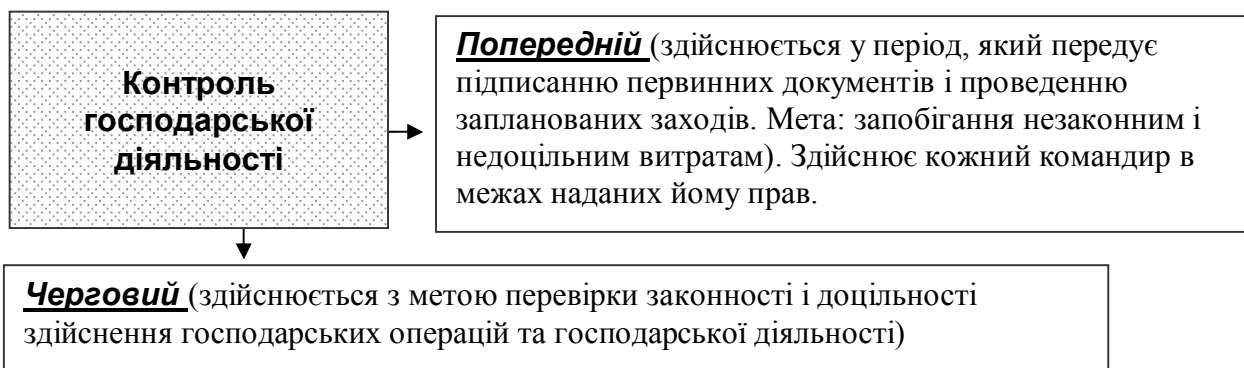 Контроль
господарської
діяльності
Попередній (здійснюється у період, який передує
підписанню первинних документів і проведенню
запланованих заходів. Мета: запобігання незаконним і
недоцільним витратам). Здійснює кожний командир в
межах наданих йому прав.
Черговий (здійснюється з метою перевірки законності і доцільності
здійснення господарських операцій та господарської діяльності)